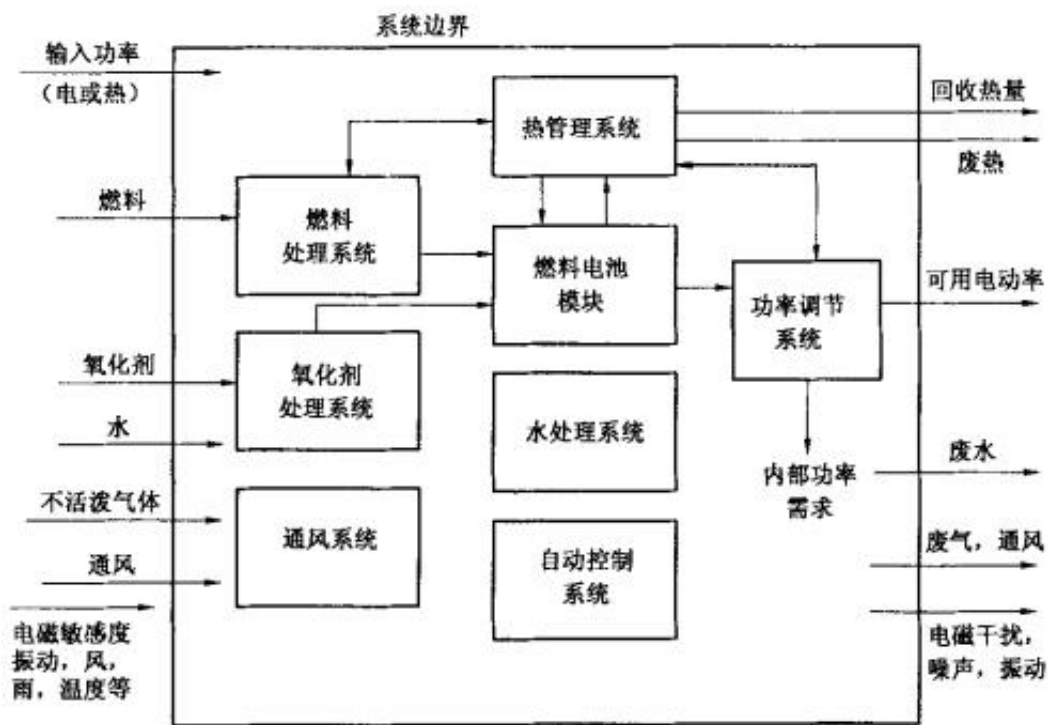 系统边界
输入功率
（电或热）
燃料
氧化剂
水
不活泼气体
通风
电磁敏感度
振动，风，
雨，温度等
热管理系统
燃料
处理系统
燃料电池
模块
功率调节
系统
氧化剂
处理系统
水处理系统
内部功率
需求
通风系统
自动控制
系统
回收热量
废热
可用电动率
废水
废气，通风
电磁干扰，
噪声，振动